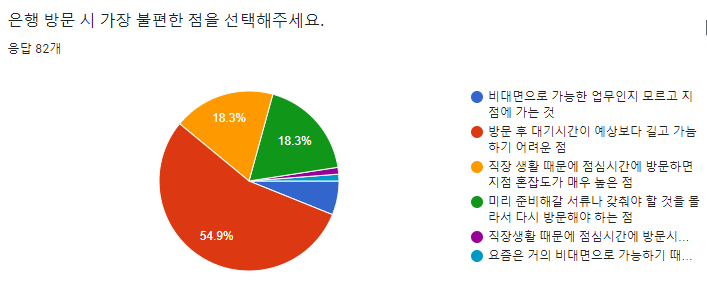 은행 방문 시 가장 불편한 점을 선택해주세요.
응답 82개
비대면으로 가능한 업무인지 모르고 지
점에 가는 것
방문 후 대기시간이 예상보다 길고 가늠
하기 어려운 점
직장 생활 때문에 점심시간에 방문하면
지점 혼잡도가 매우 높은 점
미리 준비해갈 서류나 갖춰야 할 것을 몰
라서 다시 방문해야 하는 점
직장생활 때문에 점심시간에 방문시...
요즘은 거의 비대면으로 가능하기 때...
18.3%
18.3%
54.9%